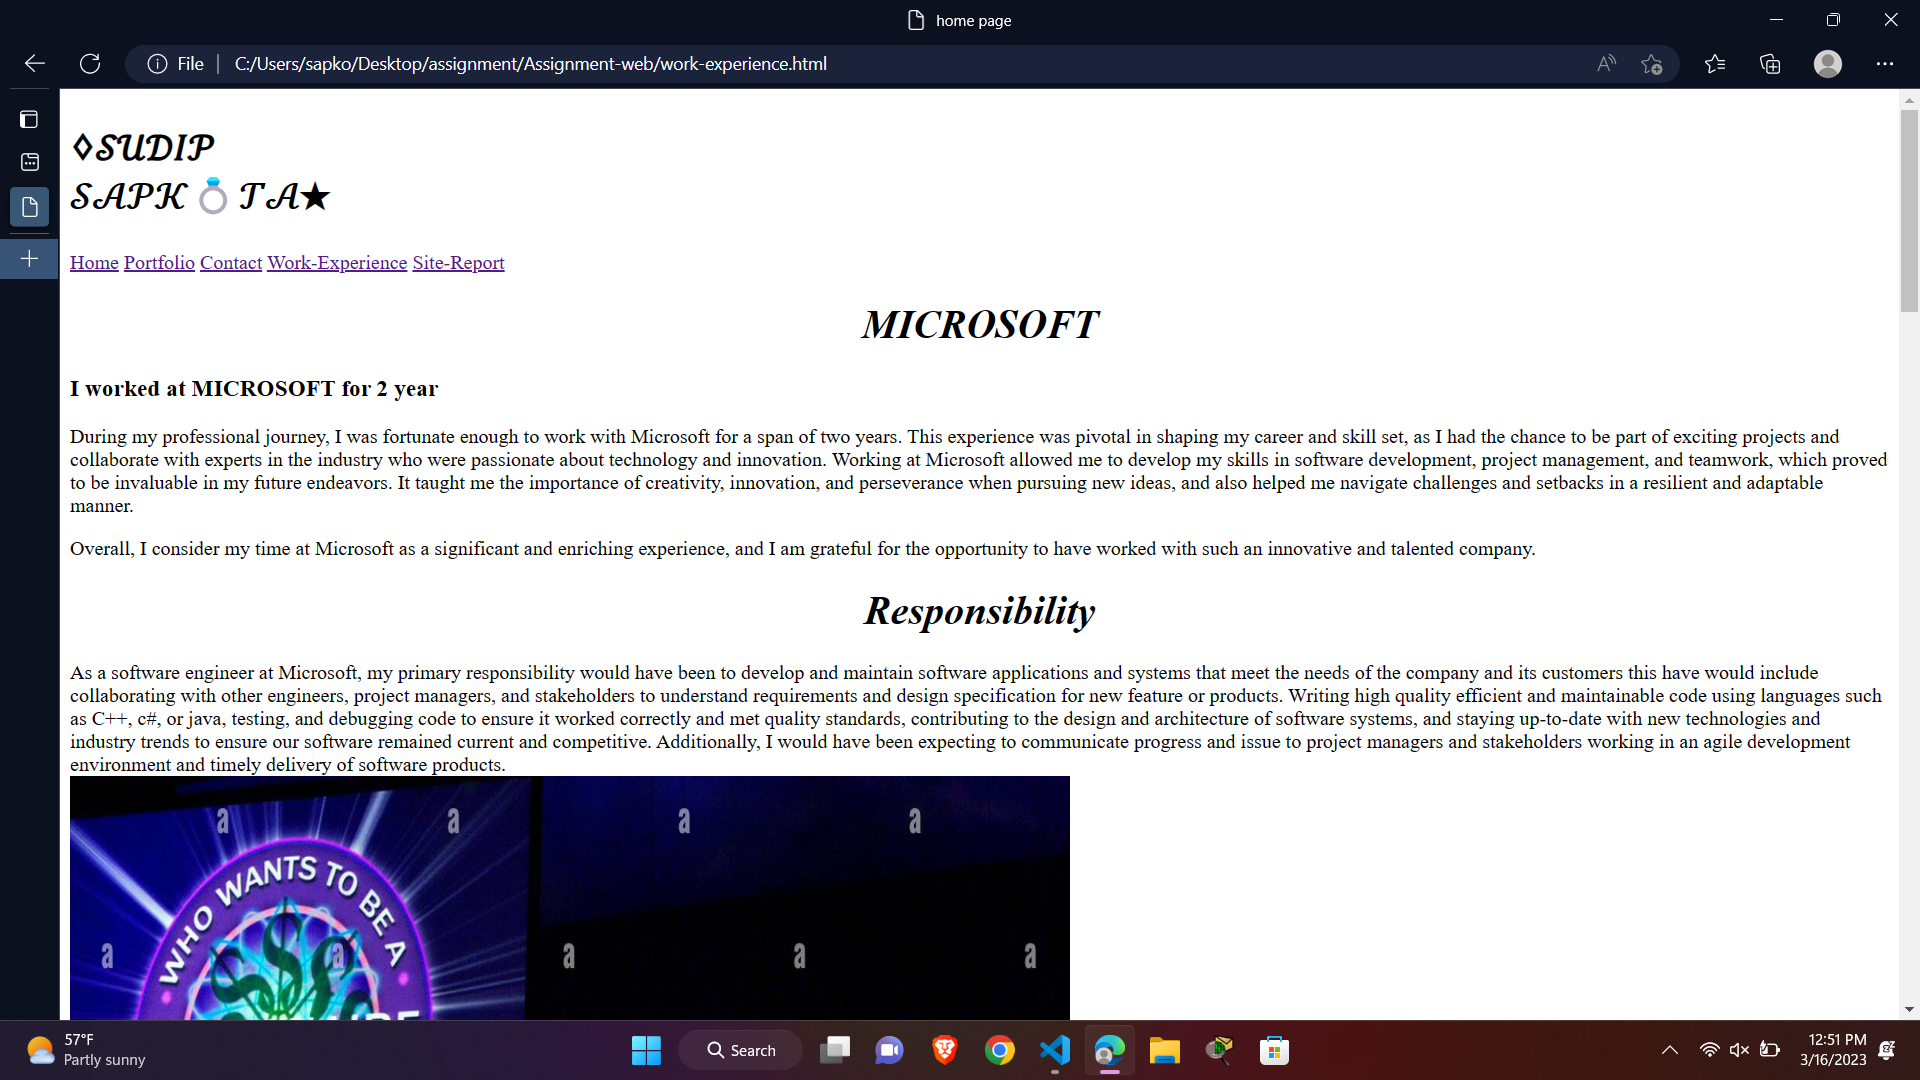 home page
File C:/Users/sapko/Desktop/assignment/Assignment-web/work-experience.html
◊𝓢𝓤𝓓𝓘𝓟
𝓢𝓐𝓟𝓚💍𝓣𝓐★
Home Portfolio Contact Work-Experience Site-Report
MICROSOFT
I worked at MICROSOFT for 2 year
During my professional journey, I was fortunate enough to work with Microsoft for a span of two years. This experience was pivotal in shaping my career and skill set, as I had the chance to be part of exciting projects and
collaborate with experts in the industry who were passionate about technology and innovation. Working at Microsoft allowed me to develop my skills in software development, project management, and teamwork, which proved
to be invaluable in my future endeavors. It taught me the importance of creativity, innovation, and perseverance when pursuing new ideas, and also helped me navigate challenges and setbacks in a resilient and adaptable
manner.
Overall, I consider my time at Microsoft as a significant and enriching experience, and I am grateful for the opportunity to have worked with such an innovative and talented company.
Responsibility
As a software engineer at Microsoft, my primary responsibility would have been to develop and maintain software applications and systems that meet the needs of the company and its customers this have would include
collaborating with other engineers, project managers, and stakeholders to understand requirements and design specification for new feature or products. Writing high quality efficient and maintainable code using languages such
as C++, c#, or java, testing, and debugging code to ensure it worked correctly and met quality standards, contributing to the design and architecture of software systems, and staying up-to-date with new technologies and
industry trends to ensure our software remained current and competitive. Additionally, I would have been expecting to communicate progress and issue to project managers and stakeholders working in an agile development
environment and timely delivery of software products.
a a a a
WHO WANTS TO BE A
a a a a a
57°F
Partly sunny
Search
12:51 PM
3/16/2023